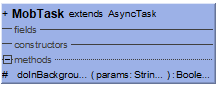 + MobTask extends AsyncTask
fields
constructors
methods
# doInBackgrou... ( params: Strin... ): Boole...